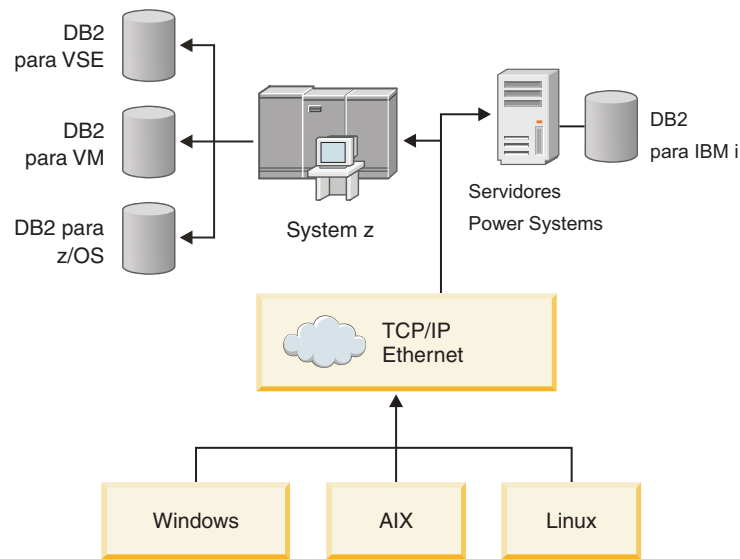 DB2
para VSE
DB2
para VM
DB2 para
z/OS
System z
Servidores
Power Systems
DB2
para IBM i
TCP/IP
Ethernet
Windows
AIX
Linux